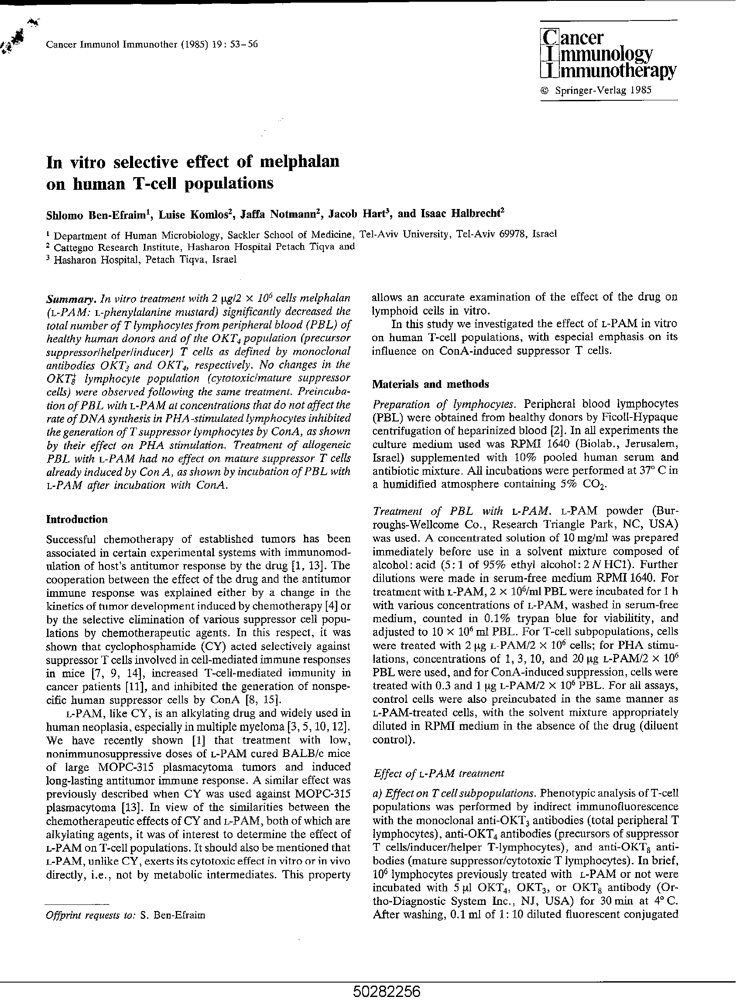 Cancer Immunol Immunother (1985) 19: 53–56
Cancer
Immunology
Immunotherapy
© Springer-Verlag 1985
In vitro selective effect of melphalan
on human T-cell populations
Shlomo Ben-Efraim¹, Luise Komlos², Jaffa Notmann², Jacob Hart³, and Isaac Halbrecht²
¹ Department of Human Microbiology, Sackler School of Medicine, Tel-Aviv University, Tel-Aviv 69978, Israel
² Cattegno Research Institute, Hasharon Hospital Petach Tiqva and
³ Hasharon Hospital, Petach Tiqva, Israel
Summary. In vitro treatment with 2 µg/2 × 10⁶ cells melphalan
(L-PAM: L-phenylalanine mustard) significantly decreased the
total number of T lymphocytes from peripheral blood (PBL) of
healthy human donors and of the OKT₄ population (precursor
suppressor/helper/inducer) T cells as defined by monoclonal
antibodies OKT₃ and OKT₄, respectively. No changes in the
OKT₈⁺ lymphocyte population (cytotoxic/mature suppressor
cells) were observed following the same treatment. Preincuba-
tion of PBL with L-PAM at concentrations that do not affect the
rate of DNA synthesis in PHA-stimulated lymphocytes inhibited
the generation of T suppressor lymphocytes by ConA, as shown
by their effect on PHA stimulation. Treatment of allogeneic
PBL with L-PAM had no effect on mature suppressor T cells
already induced by Con A, as shown by incubation of PBL with
L-PAM after incubation with ConA.
Introduction
Successful chemotherapy of established tumors has been
associated in certain experimental systems with immunomod-
ulation of host's antitumor response by the drug [1, 13]. The
cooperation between the effect of the drug and the antitumor
immune response was explained either by a change in the
kinetics of tumor development induced by chemotherapy [4] or
by the selective elimination of various suppressor cell popu-
lations by chemotherapeutic agents. In this respect, it was
shown that cyclophosphamide (CY) acted selectively against
suppressor T cells involved in cell-mediated immune responses
in mice [7, 9, 14], increased T-cell-mediated immunity in
cancer patients [11], and inhibited the generation of nonspe-
cific human suppressor cells by ConA [8, 15].
L-PAM, like CY, is an alkylating drug and widely used in
human neoplasia, especially in multiple myeloma [3, 5, 10, 12].
We have recently shown [1] that treatment with low,
nonimmunosuppressive doses of L-PAM cured BALB/c mice
of large MOPC-315 plasmacytoma tumors and induced
long-lasting antitumor immune response. A similar effect was
previously described when CY was used against MOPC-315
plasmacytoma [13]. In view of the similarities between the
chemotherapeutic effects of CY and L-PAM, both of which are
alkylating agents, it was of interest to determine the effect of
L-PAM on T-cell populations. It should also be mentioned that
L-PAM, unlike CY, exerts its cytotoxic effect in vitro or in vivo
directly, i.e., not by metabolic intermediates. This property
Offprint requests to: S. Ben-Efraim
allows an accurate examination of the effect of the drug on
lymphoid cells in vitro.
In this study we investigated the effect of L-PAM in vitro
on human T-cell populations, with especial emphasis on its
influence on ConA-induced suppressor T cells.
Materials and methods
Preparation of lymphocytes. Peripheral blood lymphocytes
(PBL) were obtained from healthy donors by Ficoll-Hypaque
centrifugation of heparinized blood [2]. In all experiments the
culture medium used was RPMI 1640 (Biolab., Jerusalem,
Israel) supplemented with 10% pooled human serum and
antibiotic mixture. All incubations were performed at 37° C in
a humidified atmosphere containing 5% CO₂.
Treatment of PBL with L-PAM. L-PAM powder (Bur-
roughs-Wellcome Co., Research Triangle Park, NC, USA)
was used. A concentrated solution of 10 mg/ml was prepared
immediately before use in a solvent mixture composed of
alcohol: acid (5:1 of 95% ethyl alcohol: 2 N HC1). Further
dilutions were made in serum-free medium RPMI 1640. For
treatment with L-PAM, 2 × 10⁶/ml PBL were incubated for 1 h
with various concentrations of L-PAM, washed in serum-free
medium, counted in 0.1% trypan blue for viabilitity, and
adjusted to 10 × 10⁶ ml PBL. For T-cell subpopulations, cells
were treated with 2 µg L-PAM/2 × 10⁶ cells; for PHA stimu-
lations, concentrations of 1, 3, 10, and 20 µg L-PAM/2 × 10⁶
PBL were used, and for ConA-induced suppression, cells were
treated with 0.3 and 1 µg L-PAM/2 × 10⁶ PBL. For all assays,
control cells were also preincubated in the same manner as
L-PAM-treated cells, with the solvent mixture appropriately
diluted in RPMI medium in the absence of the drug (diluent
control).
Effect of L-PAM treatment
a) Effect on T cell subpopulations. Phenotypic analysis of T-cell
populations was performed by indirect immunofluorescence
with the monoclonal anti-OKT₃ antibodies (total peripheral T
lymphocytes), anti-OKT₄ antibodies (precursors of suppressor
T cells/inducer/helper T-lymphocytes), and anti-OKT₈ anti-
bodies (mature suppressor/cytotoxic T lymphocytes). In brief,
10⁶ lymphocytes previously treated with L-PAM or not were
incubated with 5 µl OKT₄, OKT₃, or OKT₈ antibody (Or-
tho-Diagnostic System Inc., NJ, USA) for 30 min at 4° C.
After washing, 0.1 ml of 1:10 diluted fluorescent conjugated
50282256